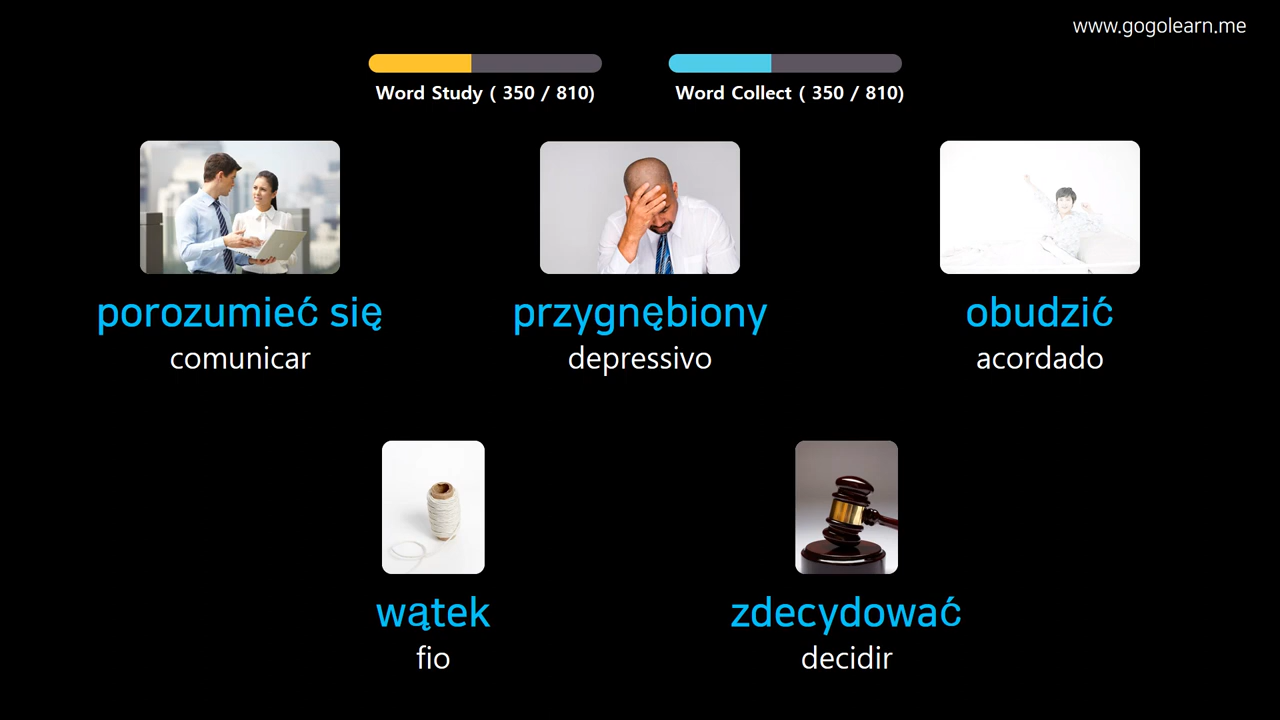 www.gogolearn.me
Word Study ( 350 / 810)
Word Collect ( 350 / 810)
porozumieć się
comunicar
przygnębiony
depressivo
obudzić
acordado
wątek
fio
zdecydować
decidir